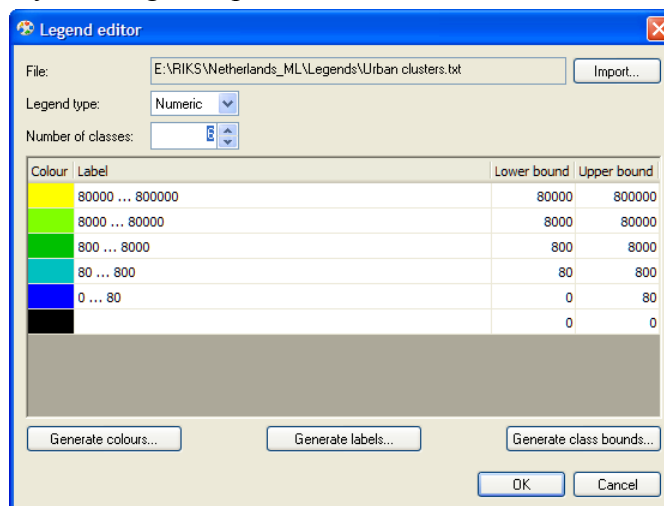 Legend editor
File: E:\RIKS\Netherlands_ML\Legends\Urban clusters.txt Import...
Legend type: Numeric
Number of classes: 6
Colour Label Lower bound Upper bound
80000 ... 800000 80000 800000
8000 ... 80000 8000 80000
800 ... 8000 800 8000
80 ... 800 80 800
0 ... 80 0 80
0 0
Generate colours... Generate labels... Generate class bounds...
OK Cancel